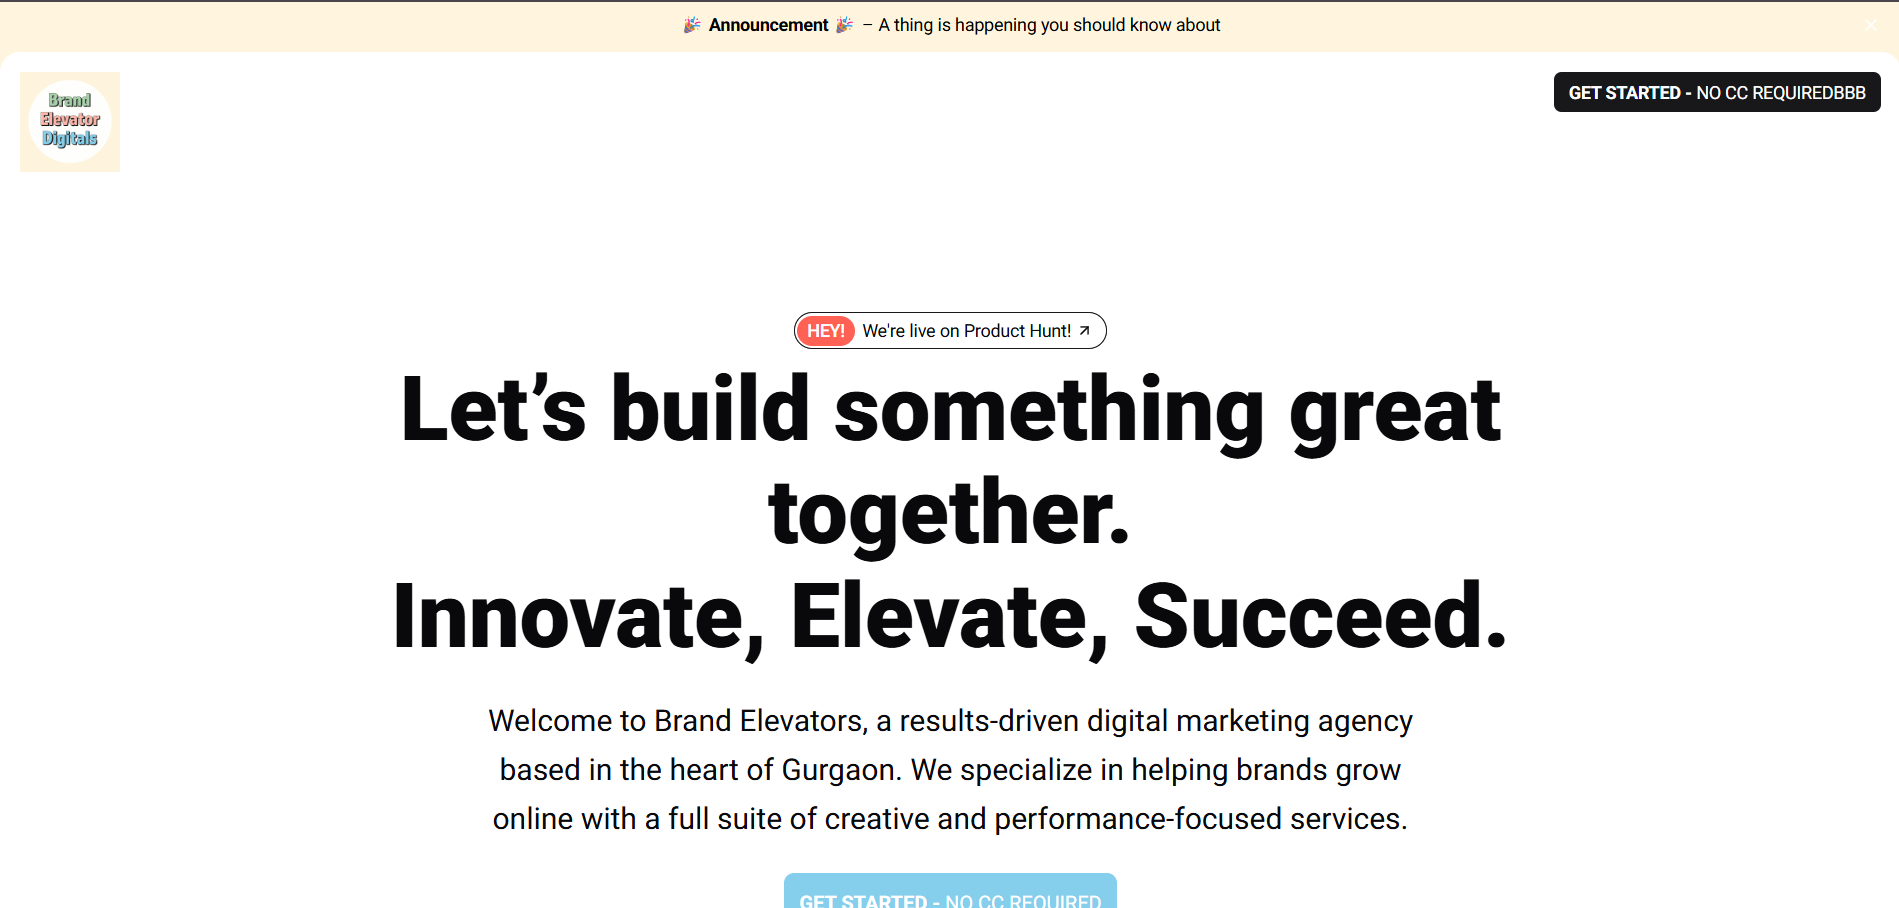 🎉 Announcement 🎉 – A thing is happening you should know about
Brand
Elevator
Digitals
GET STARTED - NO CC REQUIREDBBB
HEY! We're live on Product Hunt!
Let’s build something great
together.
Innovate, Elevate, Succeed.
Welcome to Brand Elevators, a results-driven digital marketing agency
based in the heart of Gurgaon. We specialize in helping brands grow
online with a full suite of creative and performance-focused services.
GET STARTED - NO CC REQUIRED